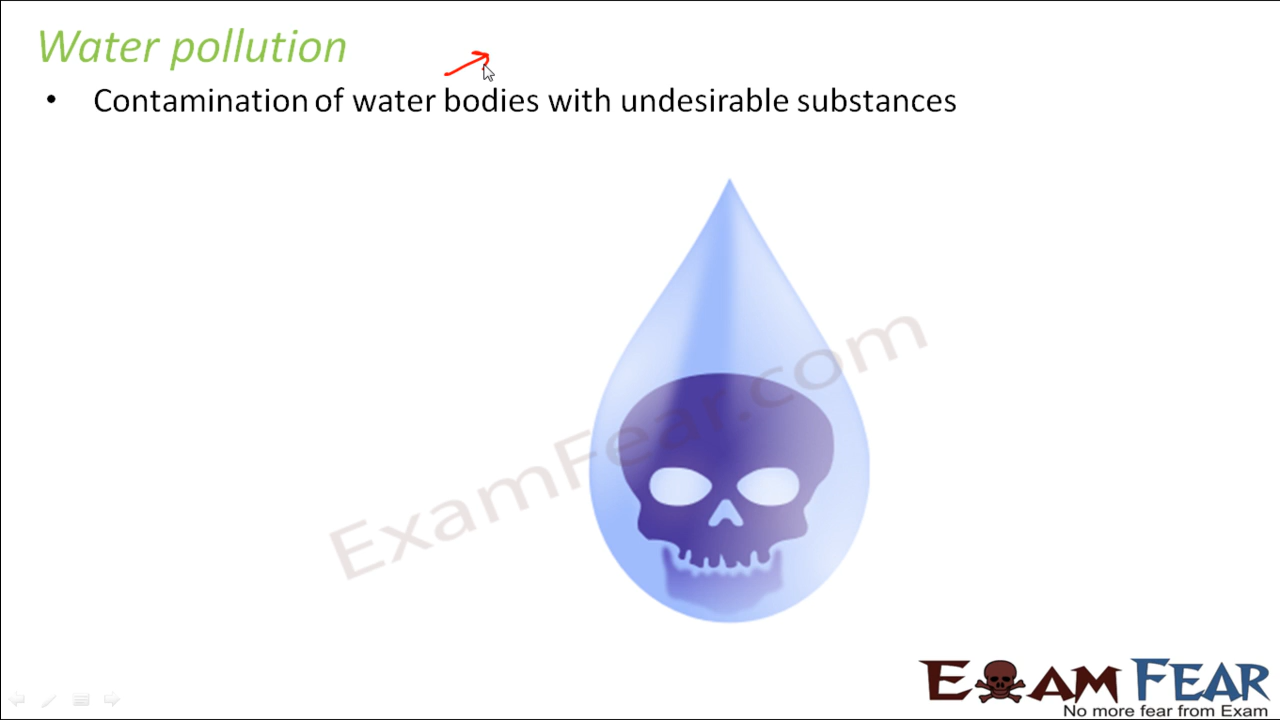 Water pollution
• Contamination of water bodies with undesirable substances
ExamFear.com
EXAM FEAR
No more fear from Exam